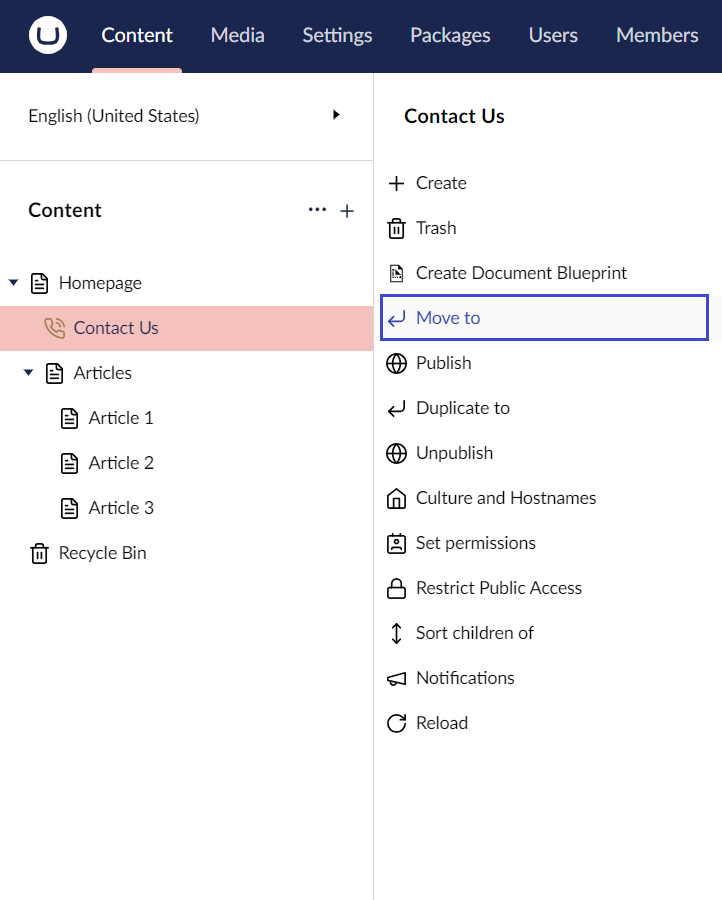 Content Media Settings Packages Users Members
English (United States)
Content
Homepage
Contact Us
Articles
Article 1
Article 2
Article 3
Recycle Bin
Contact Us
Create
Trash
Create Document Blueprint
Move to
Publish
Duplicate to
Unpublish
Culture and Hostnames
Set permissions
Restrict Public Access
Sort children of
Notifications
Reload